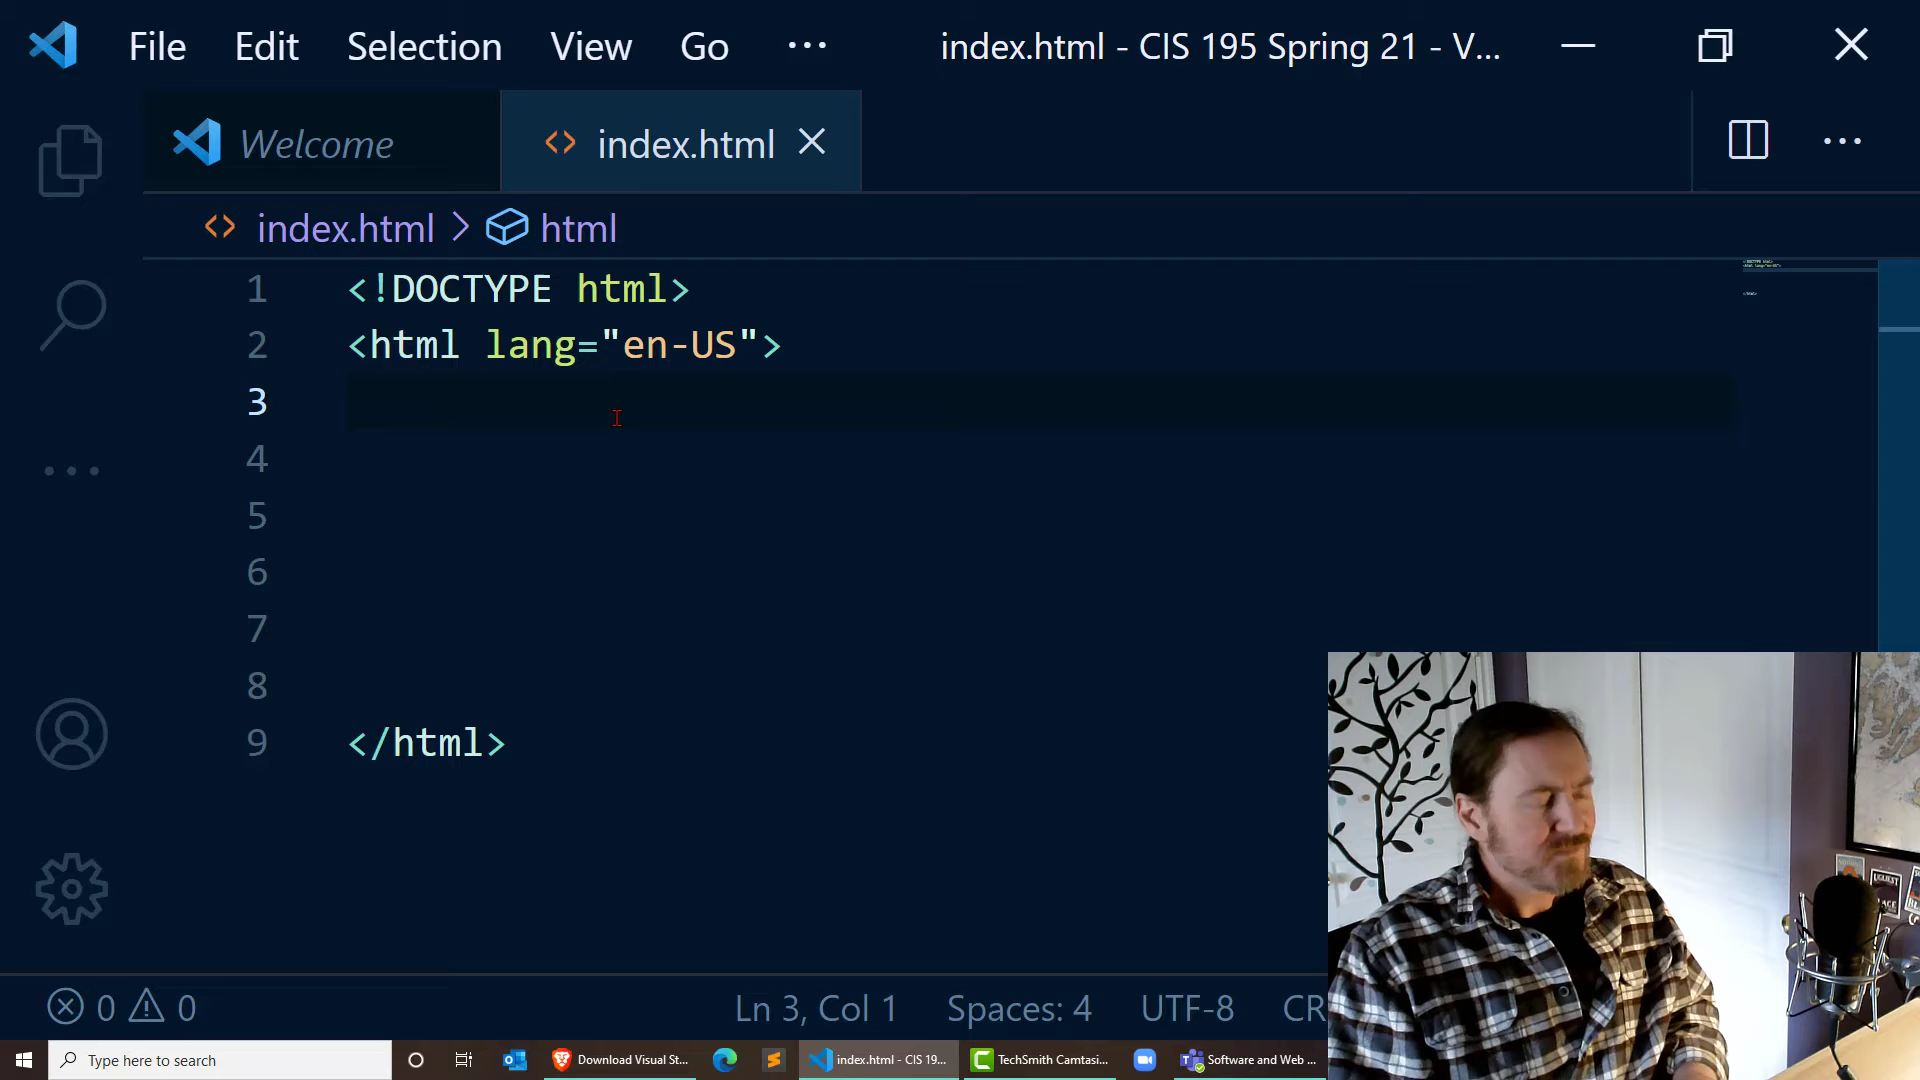 File Edit Selection View Go ··· index.html - CIS 195 Spring 21 - V...
Welcome index.html
index.html > html
1 <!DOCTYPE html>
2 <html lang="en-US">
3
4
5
6
7
8
9 </html>
0 0 Ln 3, Col 1 Spaces: 4 UTF-8 CR
Type here to search Download Visual St... index.html - CIS 19... TechSmith Camtasi... Software and Web ...
UGLIEST